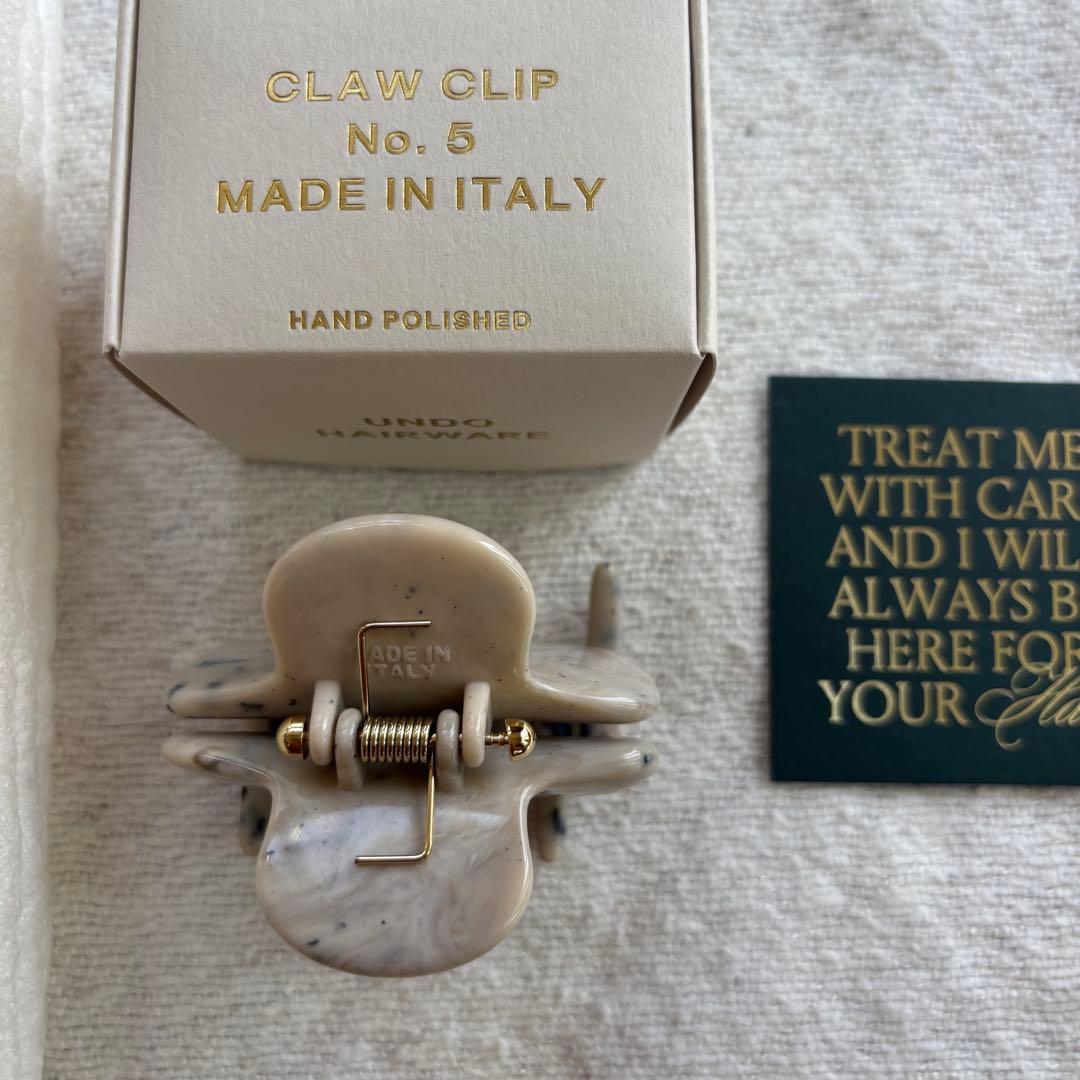 CLAW CLIP
No. 5
MADE IN ITALY
HAND POLISHED
UNDO
HAIRWARE
ADE IN
ITALY
TREAT ME
WITH CAR
AND I WIL
ALWAYS B
HERE FOR
YOUR